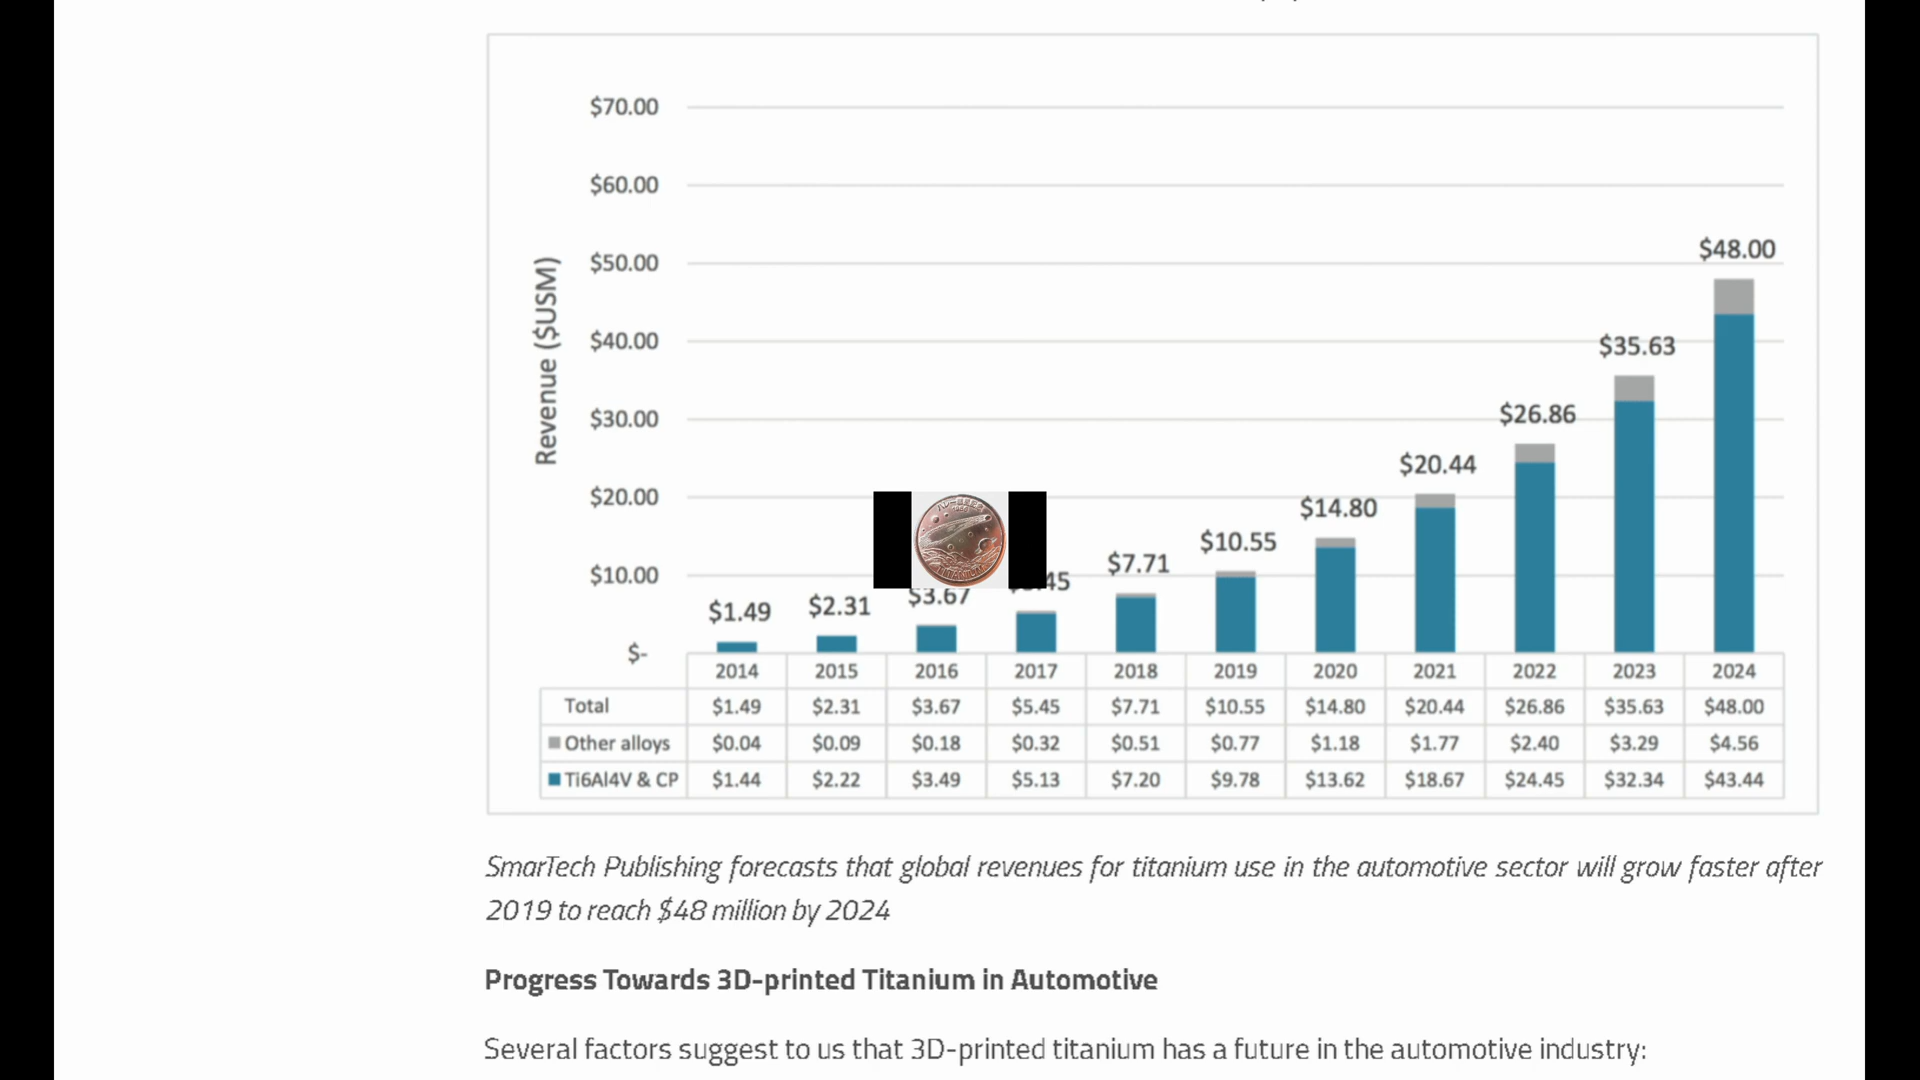 $70.00
$60.00
$50.00
$40.00
$30.00
$20.00
$10.00
$-
Revenue ($USM)
$1.49
$2.31
$3.67
$7.71
$10.55
$14.80
$20.44
$26.86
$35.63
$48.00
TITANIUM
2014 2015 2016 2017 2018 2019 2020 2021 2022 2023 2024
Total $1.49 $2.31 $3.67 $5.45 $7.71 $10.55 $14.80 $20.44 $26.86 $35.63 $48.00
Other alloys $0.04 $0.09 $0.18 $0.32 $0.51 $0.77 $1.18 $1.77 $2.40 $3.29 $4.56
Ti6Al4V & CP $1.44 $2.22 $3.49 $5.13 $7.20 $9.78 $13.62 $18.67 $24.45 $32.34 $43.44
SmarTech Publishing forecasts that global revenues for titanium use in the automotive sector will grow faster after
2019 to reach $48 million by 2024
Progress Towards 3D-printed Titanium in Automotive
Several factors suggest to us that 3D-printed titanium has a future in the automotive industry: